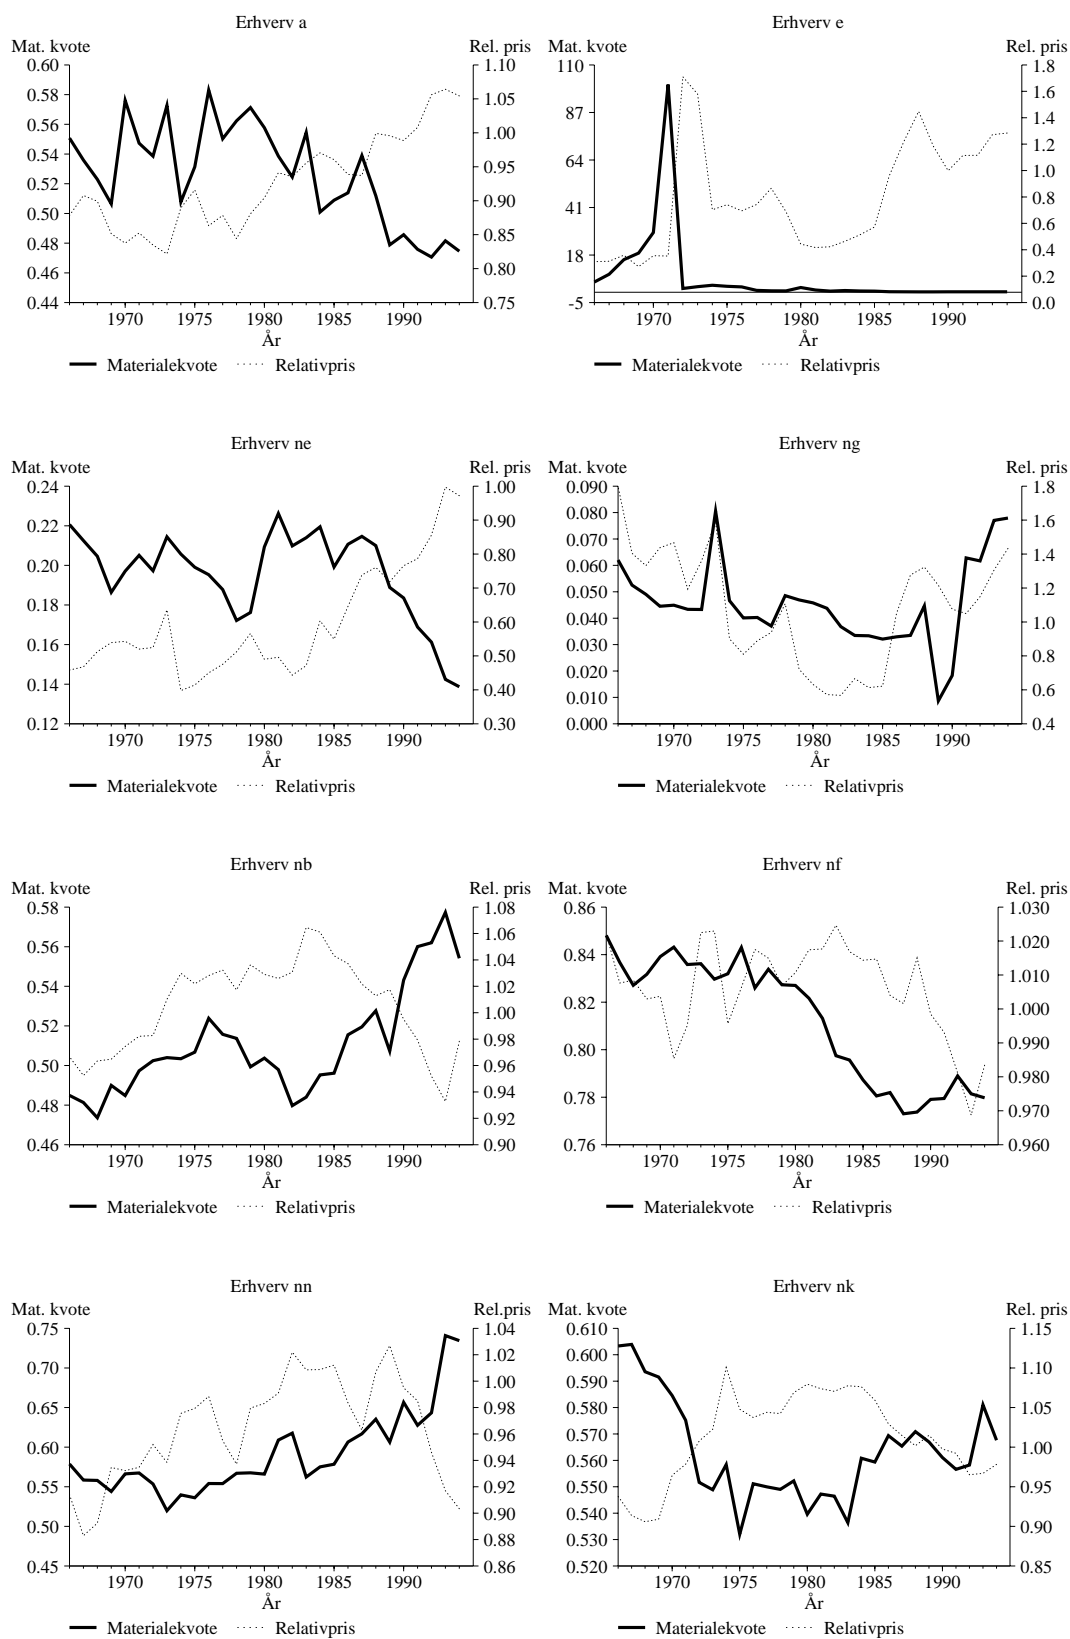 Erhverv a
Mat. kvote Rel. pris
0.60 1.10
0.58 1.05
0.56 1.00
0.54 0.95
0.52 0.90
0.50 0.85
0.48 0.80
0.46 0.75
0.44
1970 1975 1980 1985 1990
År
Materialekvote Relativpris
Erhverv e
Mat. kvote Rel. pris
110 1.8
87 1.6
64 1.4
41 1.2
18 1.0
-5 0.8
0.6
0.4
0.2
0.0
1970 1975 1980 1985 1990
År
Materialekvote Relativpris
Erhverv ne
Mat. kvote Rel. pris
0.24 1.00
0.22 0.90
0.20 0.80
0.18 0.70
0.16 0.60
0.14 0.50
0.12 0.40
0.30
1970 1975 1980 1985 1990
År
Materialekvote Relativpris
Erhverv ng
Mat. kvote Rel. pris
0.090 1.8
0.080 1.6
0.070 1.4
0.060 1.2
0.050 1.0
0.040 0.8
0.030 0.6
0.020 0.4
0.010
0.000
1970 1975 1980 1985 1990
År
Materialekvote Relativpris
Erhverv nb
Mat. kvote Rel. pris
0.58 1.08
0.56 1.06
0.54 1.04
0.52 1.02
0.50 1.00
0.48 0.98
0.46 0.96
0.94
0.92
0.90
1970 1975 1980 1985 1990
År
Materialekvote Relativpris
Erhverv nf
Mat. kvote Rel. pris
0.86 1.030
0.84 1.020
0.82 1.010
0.80 1.000
0.78 0.990
0.76 0.980
0.970
0.960
1970 1975 1980 1985 1990
År
Materialekvote Relativpris
Erhverv nn
Mat. kvote Rel.pris
0.75 1.04
0.70 1.02
0.65 1.00
0.60 0.98
0.55 0.96
0.50 0.94
0.45 0.92
0.90
0.88
0.86
1970 1975 1980 1985 1990
År
Materialekvote Relativpris
Erhverv nk
Mat. kvote Rel. pris
0.610 1.15
0.600 1.10
0.590 1.05
0.580 1.00
0.570 0.95
0.560 0.90
0.550 0.85
0.540
0.530
0.520
1970 1975 1980 1985 1990
År
Materialekvote Relativpris